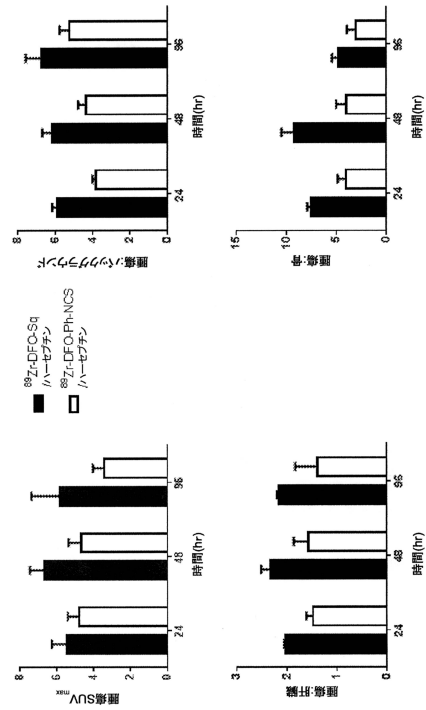 腫瘍SUVmax
8
6
4
2
0
24
48
96
時間(hr)
⁸⁹Zr-DFO-Sq
/ハーセプチン
⁸⁹Zr-DFO-Ph-NCS
/ハーセプチン
腫瘍:バックグラウンド
8
6
4
2
0
24
48
96
時間(hr)
腫瘍:肝臓
3
2
1
0
24
48
96
時間(hr)
腫瘍:骨
15
10
5
0
24
48
96
時間(hr)